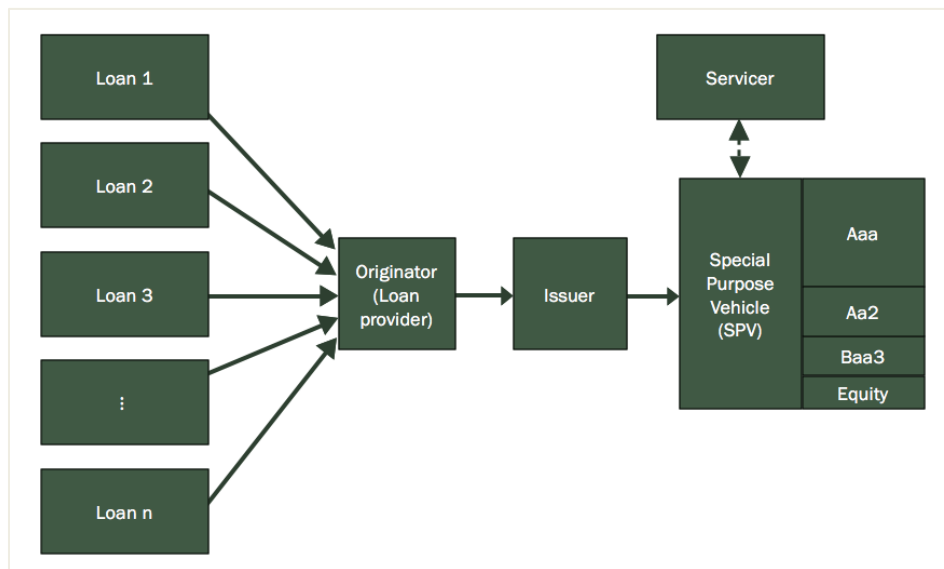 Loan 1
Loan 2
Loan 3
⋮
Loan n
Originator
(Loan
provider)
Issuer
Servicer
Special
Purpose
Vehicle
(SPV)
Aaa
Aa2
Baa3
Equity